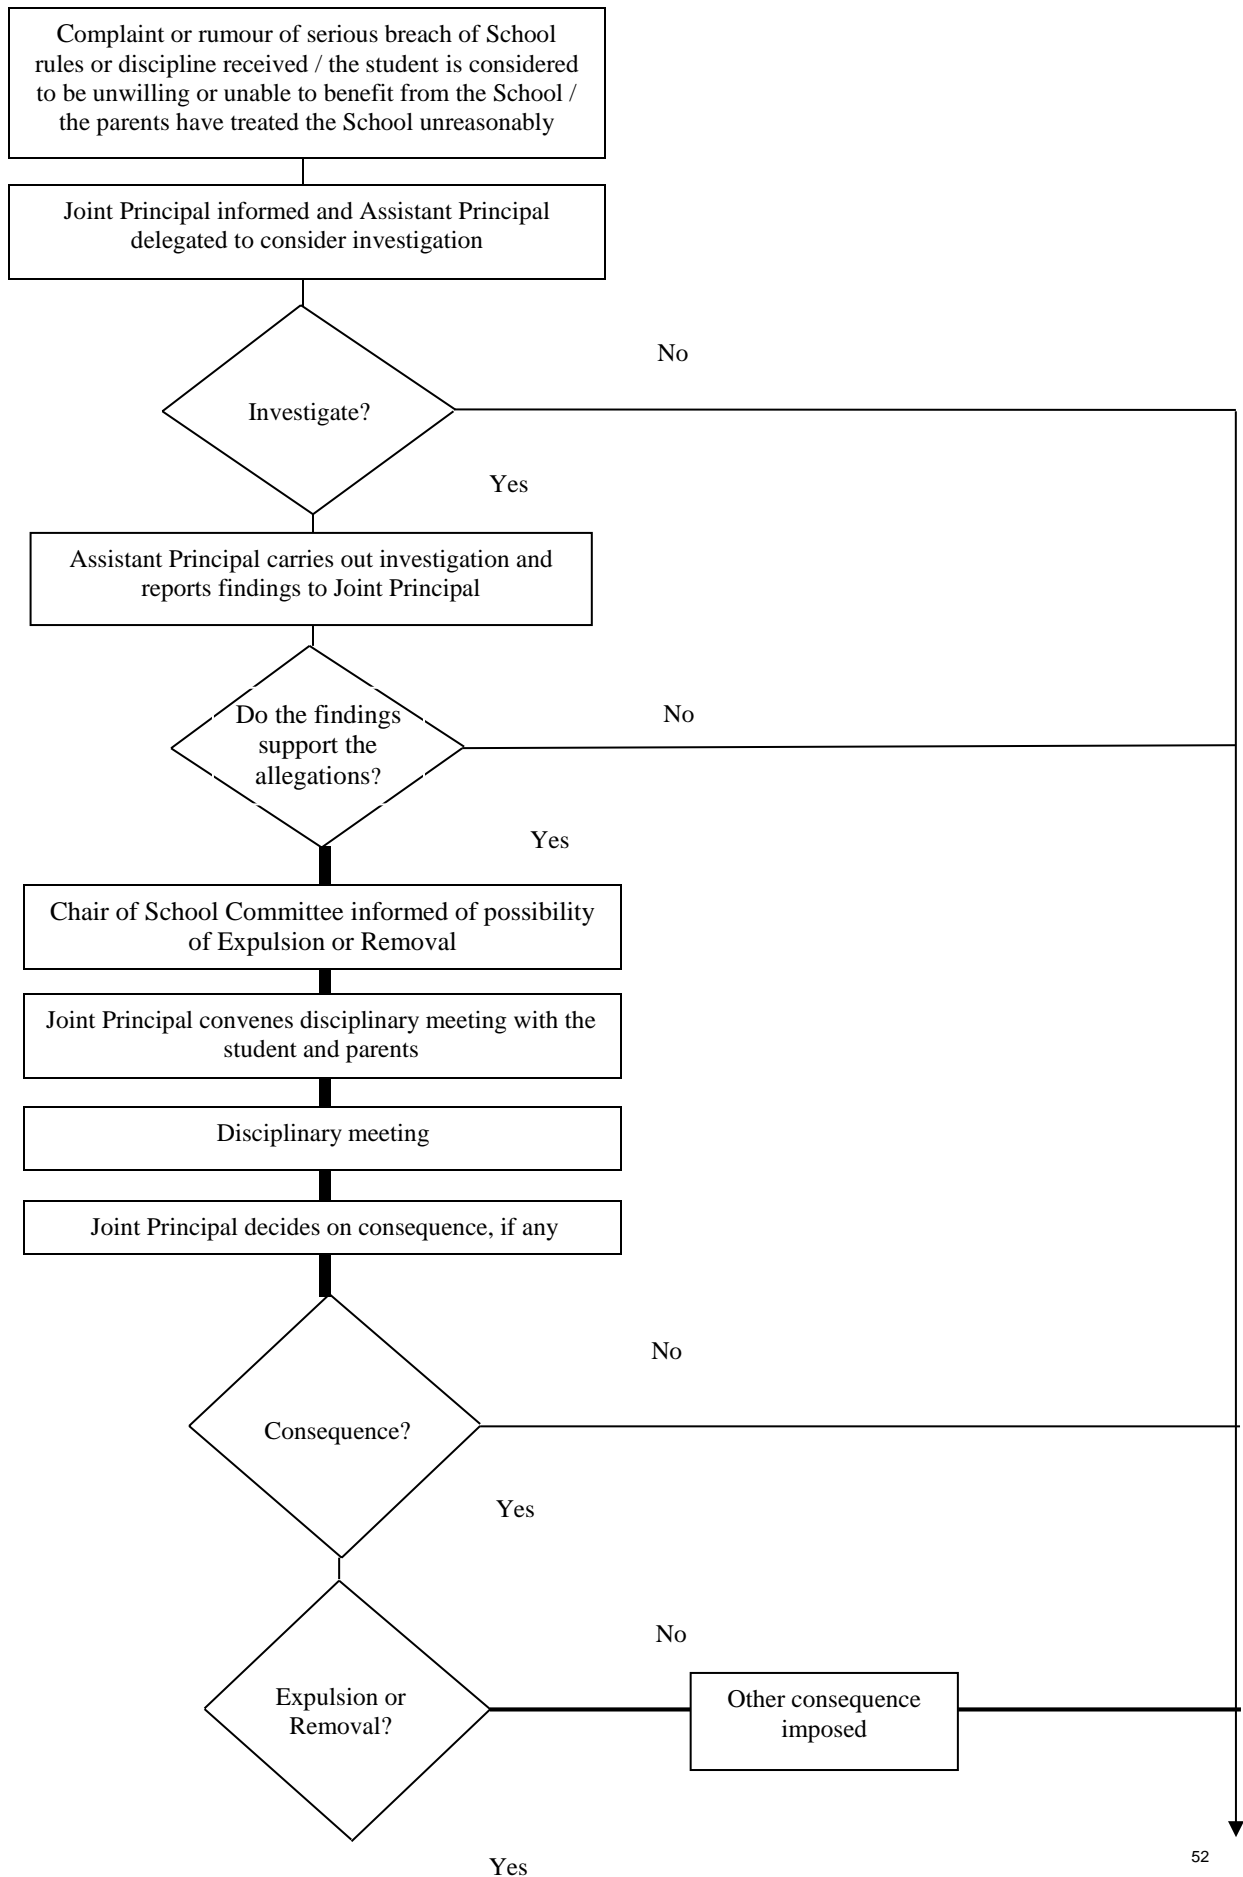 Complaint or rumour of serious breach of School
rules or discipline received / the student is considered
to be unwilling or unable to benefit from the School /
the parents have treated the School unreasonably
Joint Principal informed and Assistant Principal
delegated to consider investigation
No
Investigate?
Yes
Assistant Principal carries out investigation and
reports findings to Joint Principal
Do the findings
support the
allegations?
No
Yes
Chair of School Committee informed of possibility
of Expulsion or Removal
Joint Principal convenes disciplinary meeting with the
student and parents
Disciplinary meeting
Joint Principal decides on consequence, if any
No
Consequence?
Yes
No
Expulsion or
Removal?
Other consequence
imposed
Yes
52